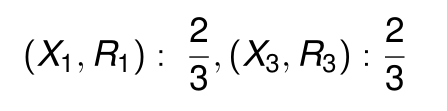 (X₁, R₁) : 2/3, (X₃, R₃) : 2/3